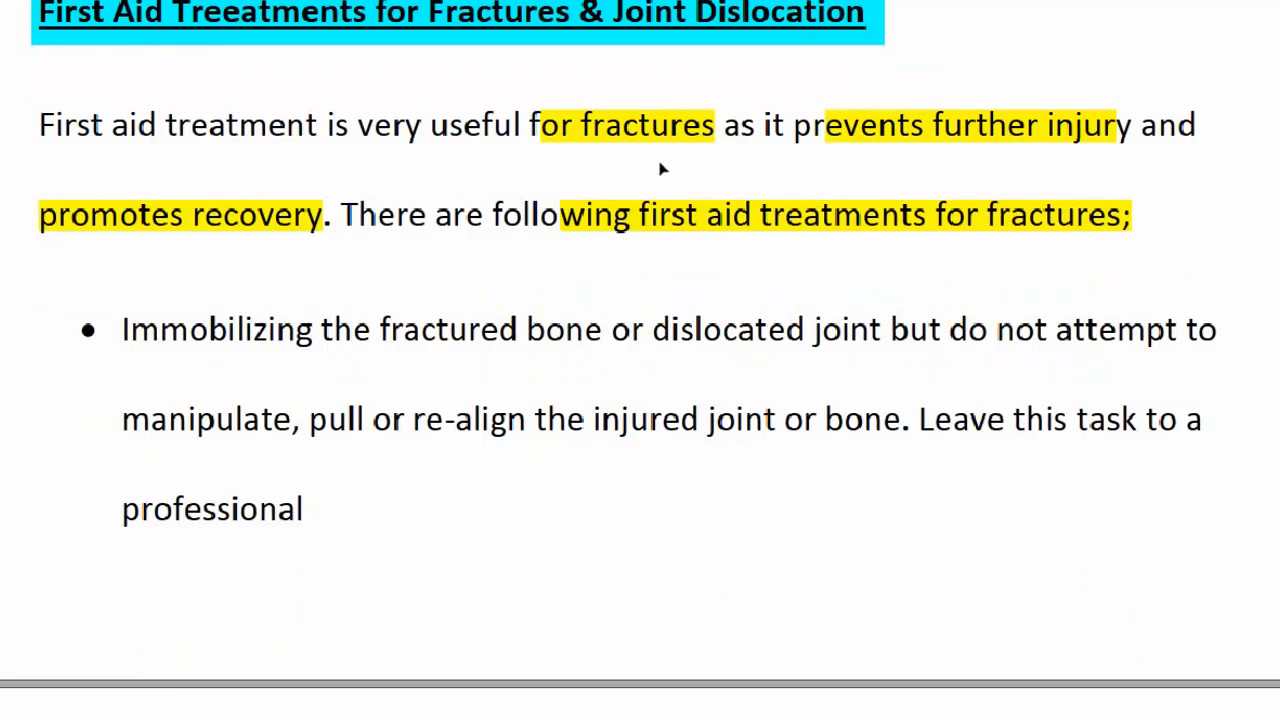 First Aid Treeatments for Fractures & Joint Dislocation
First aid treatment is very useful for fractures as it prevents further injury and
promotes recovery. There are following first aid treatments for fractures;
• Immobilizing the fractured bone or dislocated joint but do not attempt to
manipulate, pull or re-align the injured joint or bone. Leave this task to a
professional